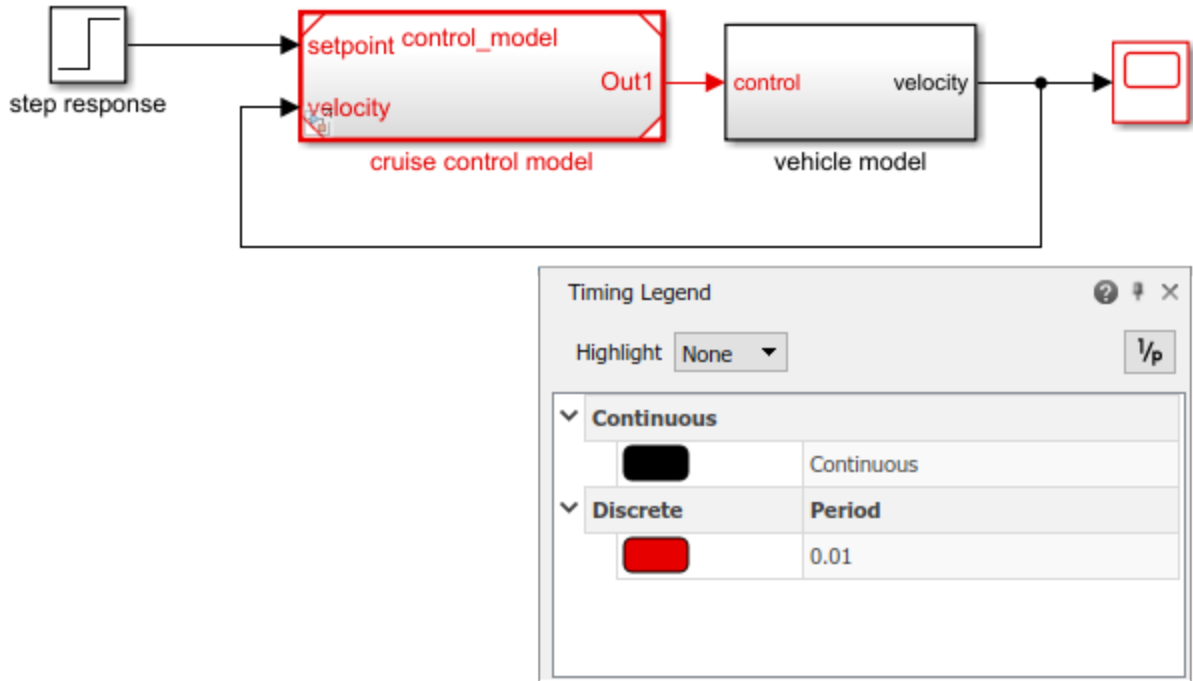 setpoint control_model
step response
velocity
Out1
control
velocity
cruise control model
vehicle model
Timing Legend
Highlight None
1/p
Continuous
Continuous
Discrete Period
0.01